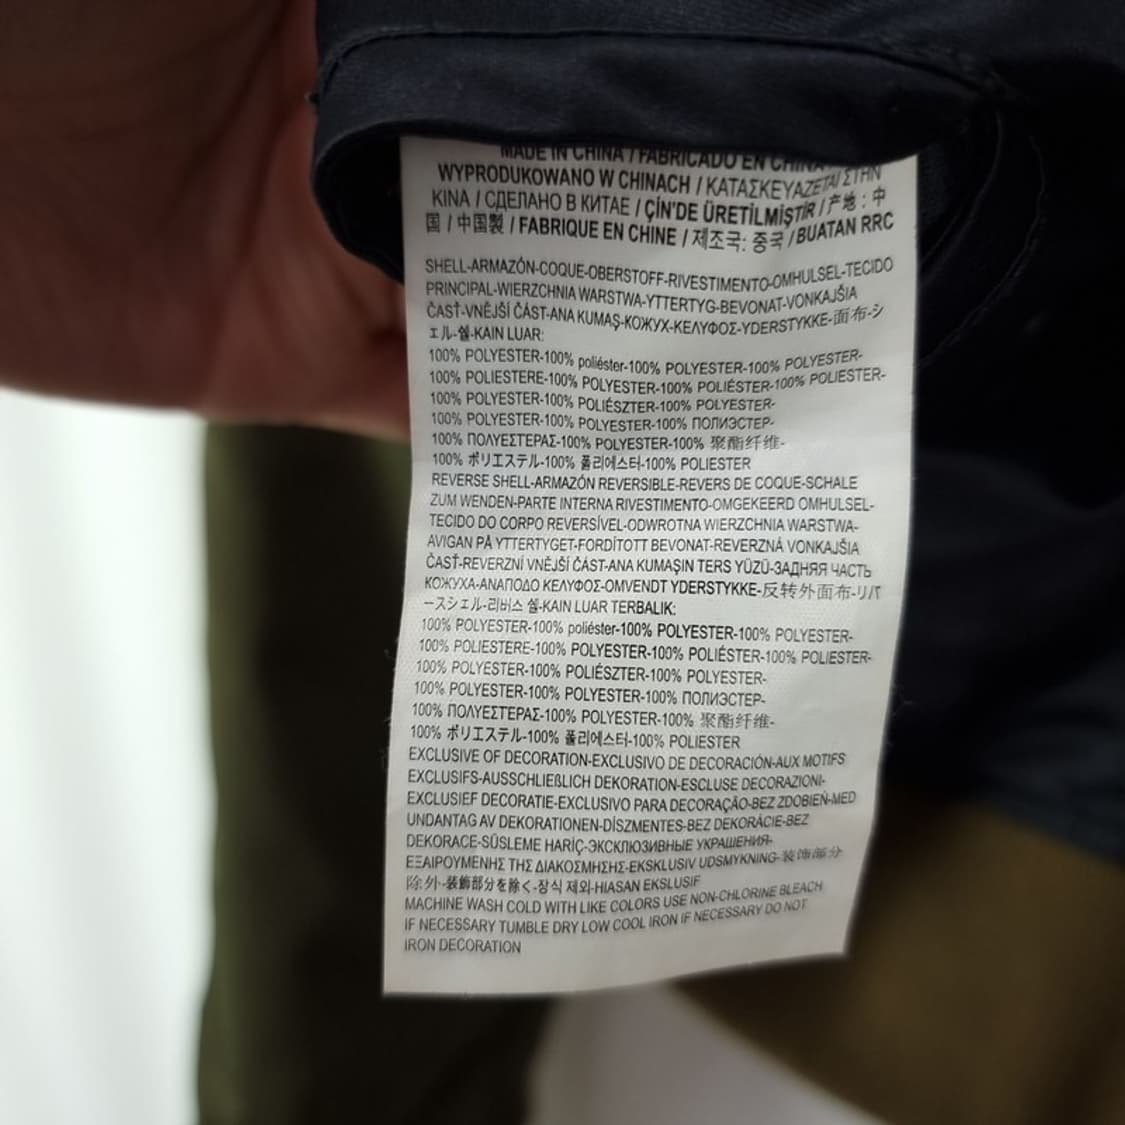 MADE IN CHINA / FABRICADO EN CHINA
WYPRODUKOWANO W CHINACH / ΚΑΤΑΣΚΕΥΑΖΕΤΑΙ ΣΤΗΝ
ΚΙΝΑ / СДЕЛАНО В КИТАЕ / ÇİN'DE ÜRETİLMİŞTİR / 产地：中
国 / 中国製 / FABRIQUE EN CHINE / 제조국: 중국 / BUATAN RRC
SHELL-ARMAZÓN-COQUE-OBERSTOFF-RIVESTIMENTO-OMHULSEL-TECIDO
PRINCIPAL-WIERZCHNIA WARSTWA-YTTERTYG-BEVONAT-VONKAJŠIA
ČASŤ-VNĚJŠÍ ČÁST-ANA KUMAŞ-КОЖУХ-ΚΕΛΥΦΟΣ-YDERSTYKKE-面布-シ
ェル-쉘-KAIN LUAR:
100% POLYESTER-100% poliéster-100% POLYESTER-100% POLYESTER-
100% POLIESTERE-100% POLYESTER-100% POLIÉSTER-100% POLIESTER-
100% POLYESTER-100% POLIÉSZTER-100% POLYESTER-
100% POLYESTER-100% POLYESTER-100% ПОЛИЭСТЕР-
100% ΠΟΛΥΕΣΤΕΡΑΣ-100% POLYESTER-100% 聚酯纤维-
100% ポリエステル-100% 폴리에스터-100% POLIESTER
REVERSE SHELL-ARMAZÓN REVERSIBLE-REVERS DE COQUE-SCHALE
ZUM WENDEN-PARTE INTERNA RIVESTIMENTO-OMGEKEERD OMHULSEL-
TECIDO DO CORPO REVERSÍVEL-ODWROTNA WIERZCHNIA WARSTWA-
AVIGAN PÅ YTTERTYGET-FORDÍTOTT BEVONAT-REVERZNÁ VONKAJŠIA
ČASŤ-REVERZNÍ VNĚJŠÍ ČÁST-ANA KUMAŞIN TERS YÜZÜ-ЗАДНЯЯ ЧАСТЬ
КОЖУХА-ΑΝΑΠΟΔΟ ΚΕΛΥΦΟΣ-OMVENDT YDERSTYKKE-反转外面布-リバ
ースシェル-리버스 쉘-KAIN LUAR TERBALIK:
100% POLYESTER-100% poliéster-100% POLYESTER-100% POLYESTER-
100% POLIESTERE-100% POLYESTER-100% POLIÉSTER-100% POLIESTER-
100% POLYESTER-100% POLIÉSZTER-100% POLYESTER-
100% POLYESTER-100% POLYESTER-100% ПОЛИЭСТЕР-
100% ΠΟΛΥΕΣΤΕΡΑΣ-100% POLYESTER-100% 聚酯纤维-
100% ポリエステル-100% 폴리에스터-100% POLIESTER
EXCLUSIVE OF DECORATION-EXCLUSIVO DE DECORACIÓN-AUX MOTIFS
EXCLUSIFS-AUSSCHLIEßLICH DEKORATION-ESCLUSE DECORAZIONI-
EXCLUSIEF DECORATIE-EXCLUSIVO PARA DECORAÇÃO-BEZ ZDOBIEŃ-MED
UNDANTAG AV DEKORATIONEN-DÍSZMENTES-BEZ DEKORÁCIE-BEZ
DEKORACE-SÜSLEME HARİÇ-ЭКСКЛЮЗИВНЫЕ УКРАШЕНИЯ-
ΕΞΑΙΡΟΥΜΕΝΗΣ ΤΗΣ ΔΙΑΚΟΣΜΗΣΗΣ-EKSKLUSIV UDSMYKNING-装饰部分
除外-装飾部分を除く-장식 제외-HIASAN EKSLUSIF
MACHINE WASH COLD WITH LIKE COLORS USE NON-CHLORINE BLEACH
IF NECESSARY TUMBLE DRY LOW COOL IRON IF NECESSARY DO NOT
IRON DECORATION